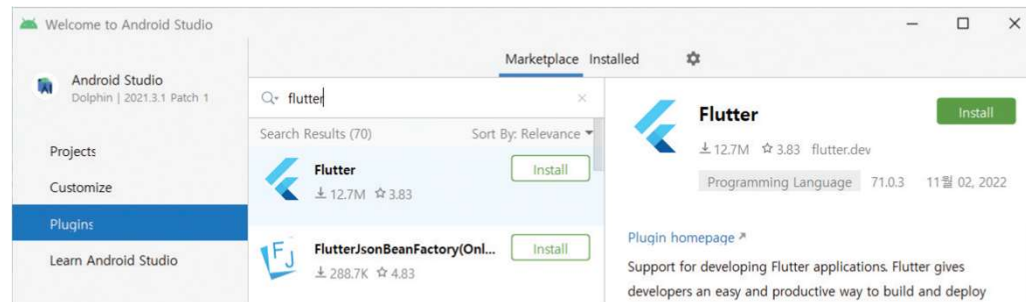 Welcome to Android Studio
Marketplace Installed
Android Studio
Dolphin | 2021.3.1 Patch 1
Projects
Customize
Plugins
Learn Android Studio
flutter
Search Results (70) Sort By: Relevance
Flutter Install
12.7M 3.83
FlutterJsonBeanFactory(Onl... Install
288.7K 4.83
Flutter Install
12.7M 3.83 flutter.dev
Programming Language 71.0.3 11월 02, 2022
Plugin homepage
Support for developing Flutter applications. Flutter gives
developers an easy and productive way to build and deploy